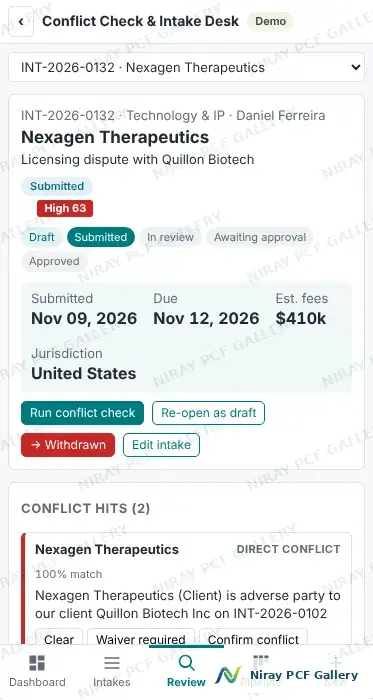 ‹ Conflict Check & Intake Desk Demo
INT-2026-0132 · Nexagen Therapeutics
INT-2026-0132 · Technology & IP · Daniel Ferreira
Nexagen Therapeutics
Licensing dispute with Quillon Biotech
Submitted
High 63
Draft Submitted In review Awaiting approval
Approved
Submitted Due Est. fees
Nov 09, 2026 Nov 12, 2026 $410k
Jurisdiction
United States
Run conflict check Re-open as draft
→ Withdrawn Edit intake
CONFLICT HITS (2)
Nexagen Therapeutics DIRECT CONFLICT
100% match
Nexagen Therapeutics (Client) is adverse party to
our client Quillon Biotech Inc on INT-2026-0102
Clear Waiver required Confirm conflict
Dashboard Intakes Review
Niray PCF Gallery
NIRAY PCF GALLERY